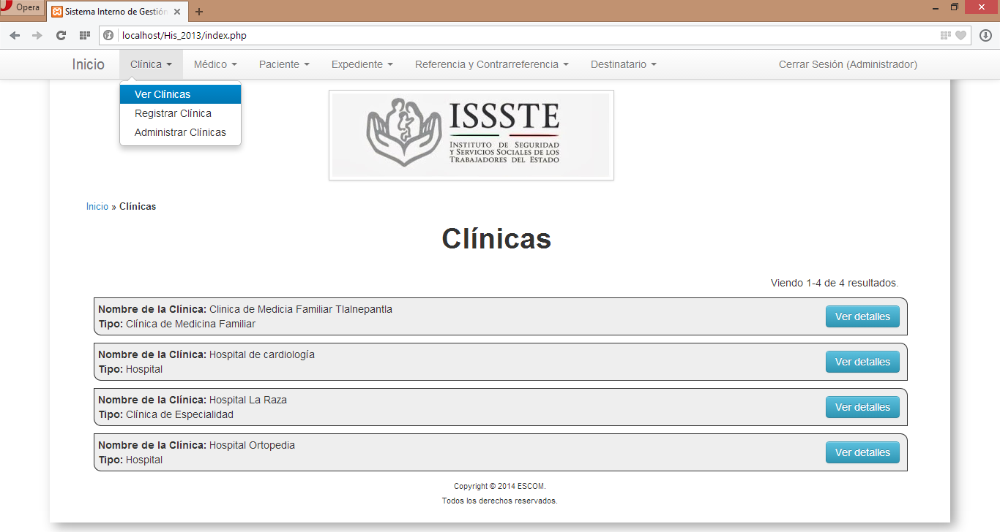 Opera
Sistema Interno de Gestión
localhost/His_2013/index.php
Inicio Clínica Médico Paciente Expediente Referencia y Contrarreferencia Destinatario Cerrar Sesión (Administrador)
Ver Clínicas
Registrar Clínica
Administrar Clínicas
ISSSTE
INSTITUTO DE SEGURIDAD
Y SERVICIOS SOCIALES DE LOS
TRABAJADORES DEL ESTADO
Inicio » Clínicas
Clínicas
Viendo 1-4 de 4 resultados.
Nombre de la Clínica: Clinica de Medicia Familiar Tlalnepantla
Tipo: Clínica de Medicina Familiar
Ver detalles
Nombre de la Clínica: Hospital de cardiología
Tipo: Hospital
Ver detalles
Nombre de la Clínica: Hospital La Raza
Tipo: Clínica de Especialidad
Ver detalles
Nombre de la Clínica: Hospital Ortopedia
Tipo: Hospital
Ver detalles
Copyright © 2014 ESCOM.
Todos los derechos reservados.